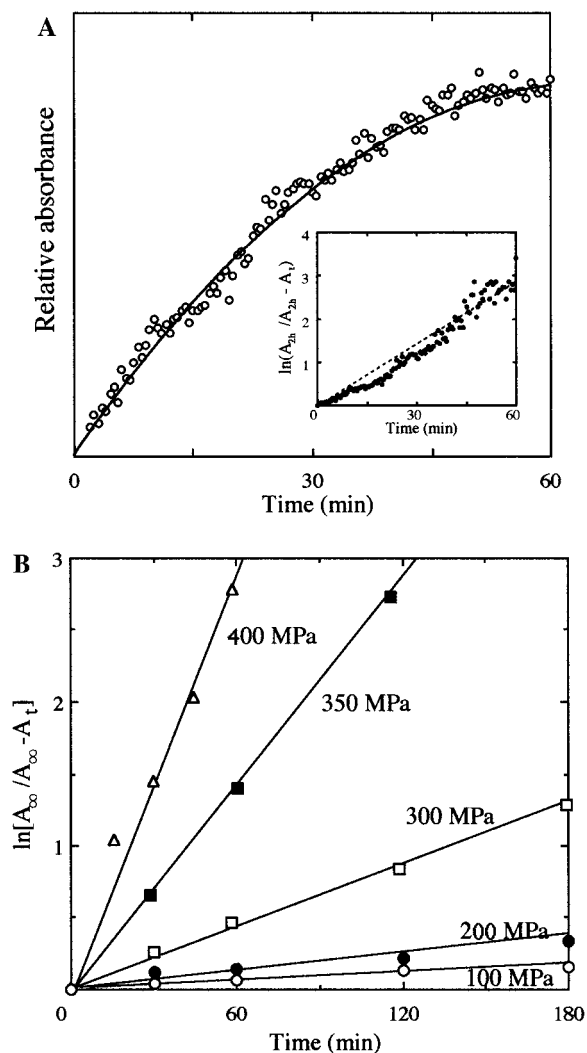 A
Relative absorbance
ln(A2h /A2h - At)
4
3
2
1
0
0
30
60
Time (min)
0
30
60
Time (min)
B
ln[A∞ /A∞ -At]
3
2
1
0
400 MPa
350 MPa
300 MPa
200 MPa
100 MPa
0
60
120
180
Time (min)